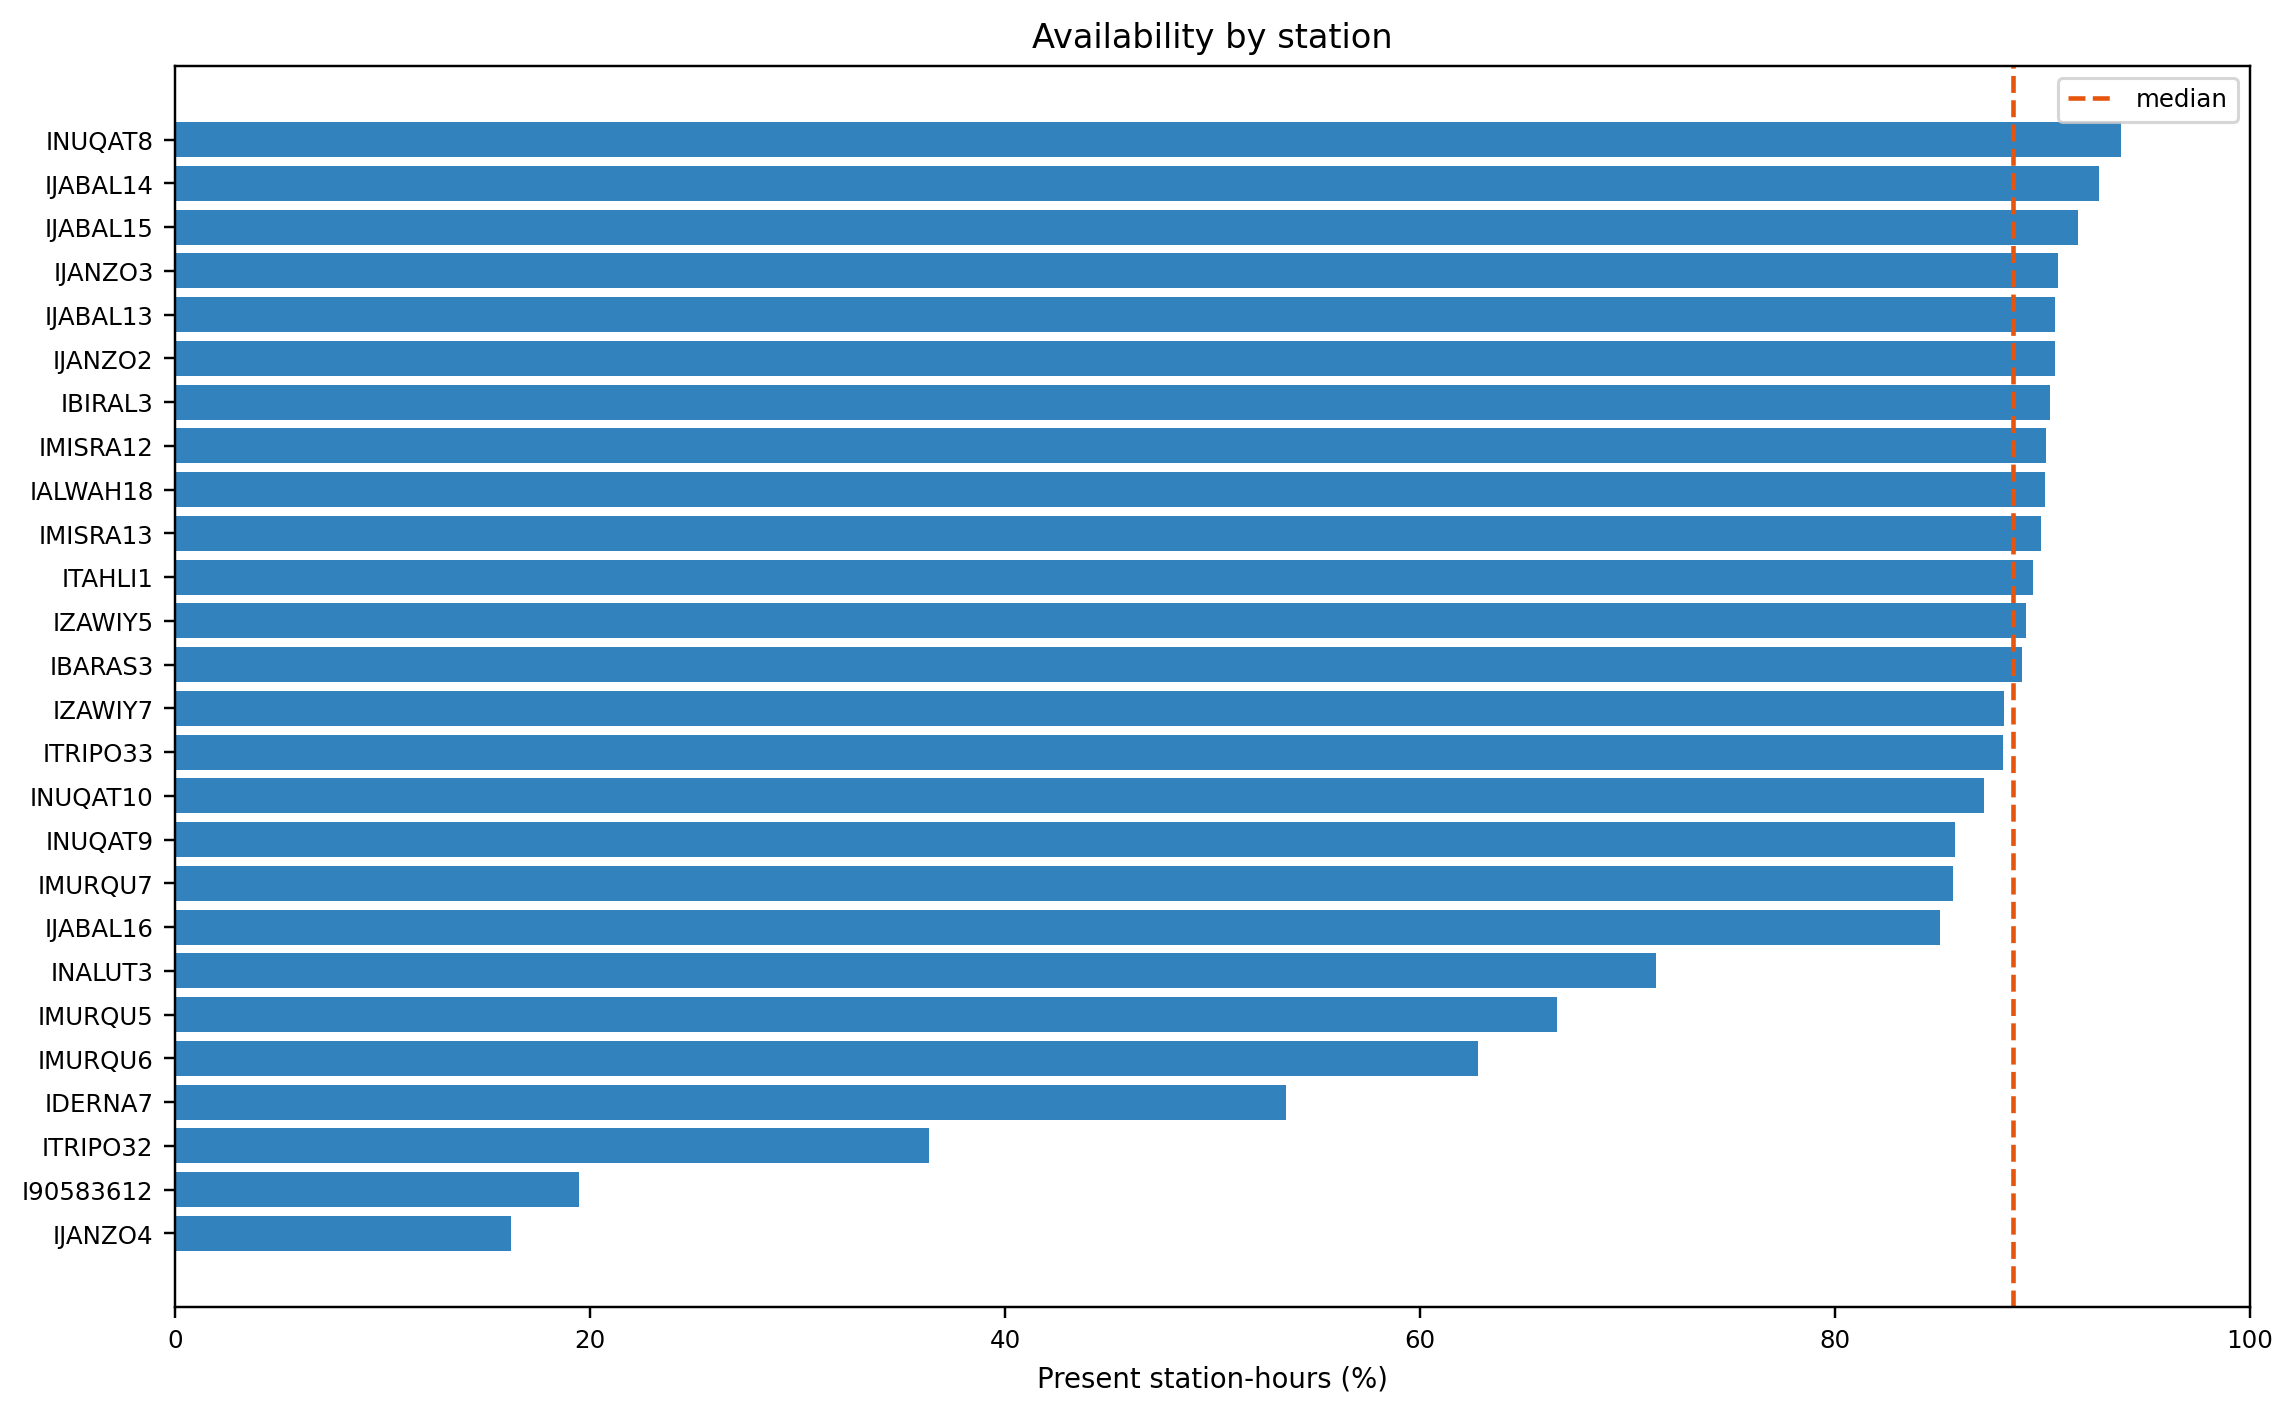 Availability by station
median
INUQAT8
IJABAL14
IJABAL15
IJANZO3
IJABAL13
IJANZO2
IBIRAL3
IMISRA12
IALWAH18
IMISRA13
ITAHLI1
IZAWIY5
IBARAS3
IZAWIY7
ITRIPO33
INUQAT10
INUQAT9
IMURQU7
IJABAL16
INALUT3
IMURQU5
IMURQU6
IDERNA7
ITRIPO32
I90583612
IJANZO4
0 20 40 60 80 100
Present station-hours (%)